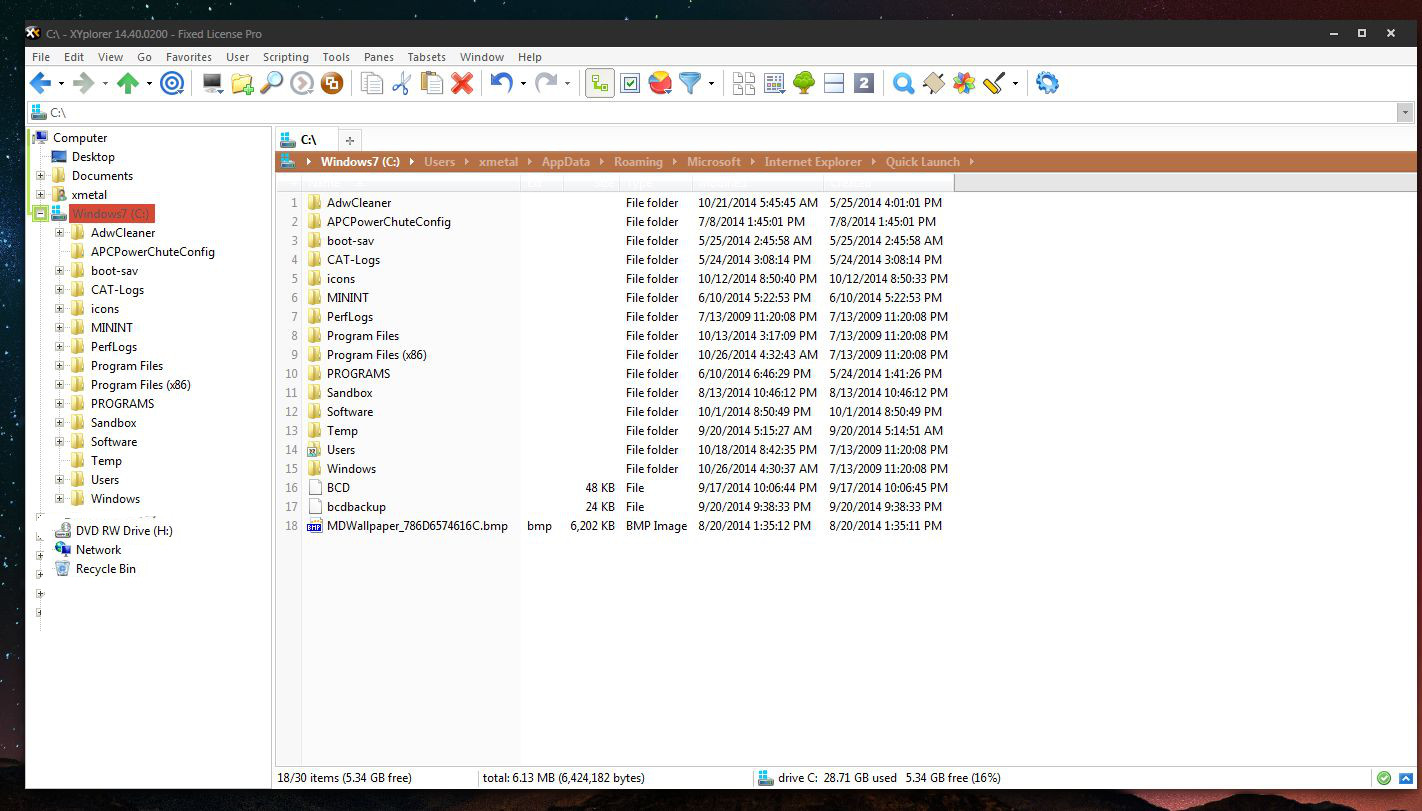 C:\ - XYplorer 14.40.0200 - Fixed License Pro
File Edit View Go Favorites User Scripting Tools Panes Tabsets Window Help
2
C:\
Computer
Desktop
Documents
xmetal
Windows7 (C:)
AdwCleaner
APCPowerChuteConfig
boot-sav
CAT-Logs
icons
MININT
PerfLogs
Program Files
Program Files (x86)
PROGRAMS
Sandbox
Software
Temp
Users
Windows
DVD RW Drive (H:)
Network
Recycle Bin
C:\
Windows7 (C:) Users xmetal AppData Roaming Microsoft Internet Explorer Quick Launch
1 AdwCleaner File folder 10/21/2014 5:45:45 AM 5/25/2014 4:01:01 PM
2 APCPowerChuteConfig File folder 7/8/2014 1:45:01 PM 7/8/2014 1:45:01 PM
3 boot-sav File folder 5/25/2014 2:45:58 AM 5/25/2014 2:45:58 AM
4 CAT-Logs File folder 5/24/2014 3:08:14 PM 5/24/2014 3:08:14 PM
5 icons File folder 10/12/2014 8:50:40 PM 10/12/2014 8:50:33 PM
6 MININT File folder 6/10/2014 5:22:53 PM 6/10/2014 5:22:53 PM
7 PerfLogs File folder 7/13/2009 11:20:08 PM 7/13/2009 11:20:08 PM
8 Program Files File folder 10/13/2014 3:17:09 PM 7/13/2009 11:20:08 PM
9 Program Files (x86) File folder 10/26/2014 4:32:43 AM 7/13/2009 11:20:08 PM
10 PROGRAMS File folder 6/10/2014 6:46:29 PM 5/24/2014 1:41:26 PM
11 Sandbox File folder 8/13/2014 10:46:12 PM 8/13/2014 10:46:12 PM
12 Software File folder 10/1/2014 8:50:49 PM 10/1/2014 8:50:49 PM
13 Temp File folder 9/20/2014 5:15:27 AM 9/20/2014 5:14:51 AM
14 Users File folder 10/18/2014 8:42:35 PM 7/13/2009 11:20:08 PM
15 Windows File folder 10/26/2014 4:30:37 AM 7/13/2009 11:20:08 PM
16 BCD 48 KB File 9/17/2014 10:06:44 PM 9/17/2014 10:06:45 PM
17 bcdbackup 24 KB File 9/20/2014 9:38:33 PM 9/20/2014 9:38:33 PM
18 MDWallpaper_786D6574616C.bmp bmp 6,202 KB BMP Image 8/20/2014 1:35:12 PM 8/20/2014 1:35:11 PM
18/30 items (5.34 GB free) total: 6.13 MB (6,424,182 bytes) drive C: 28.71 GB used 5.34 GB free (16%)